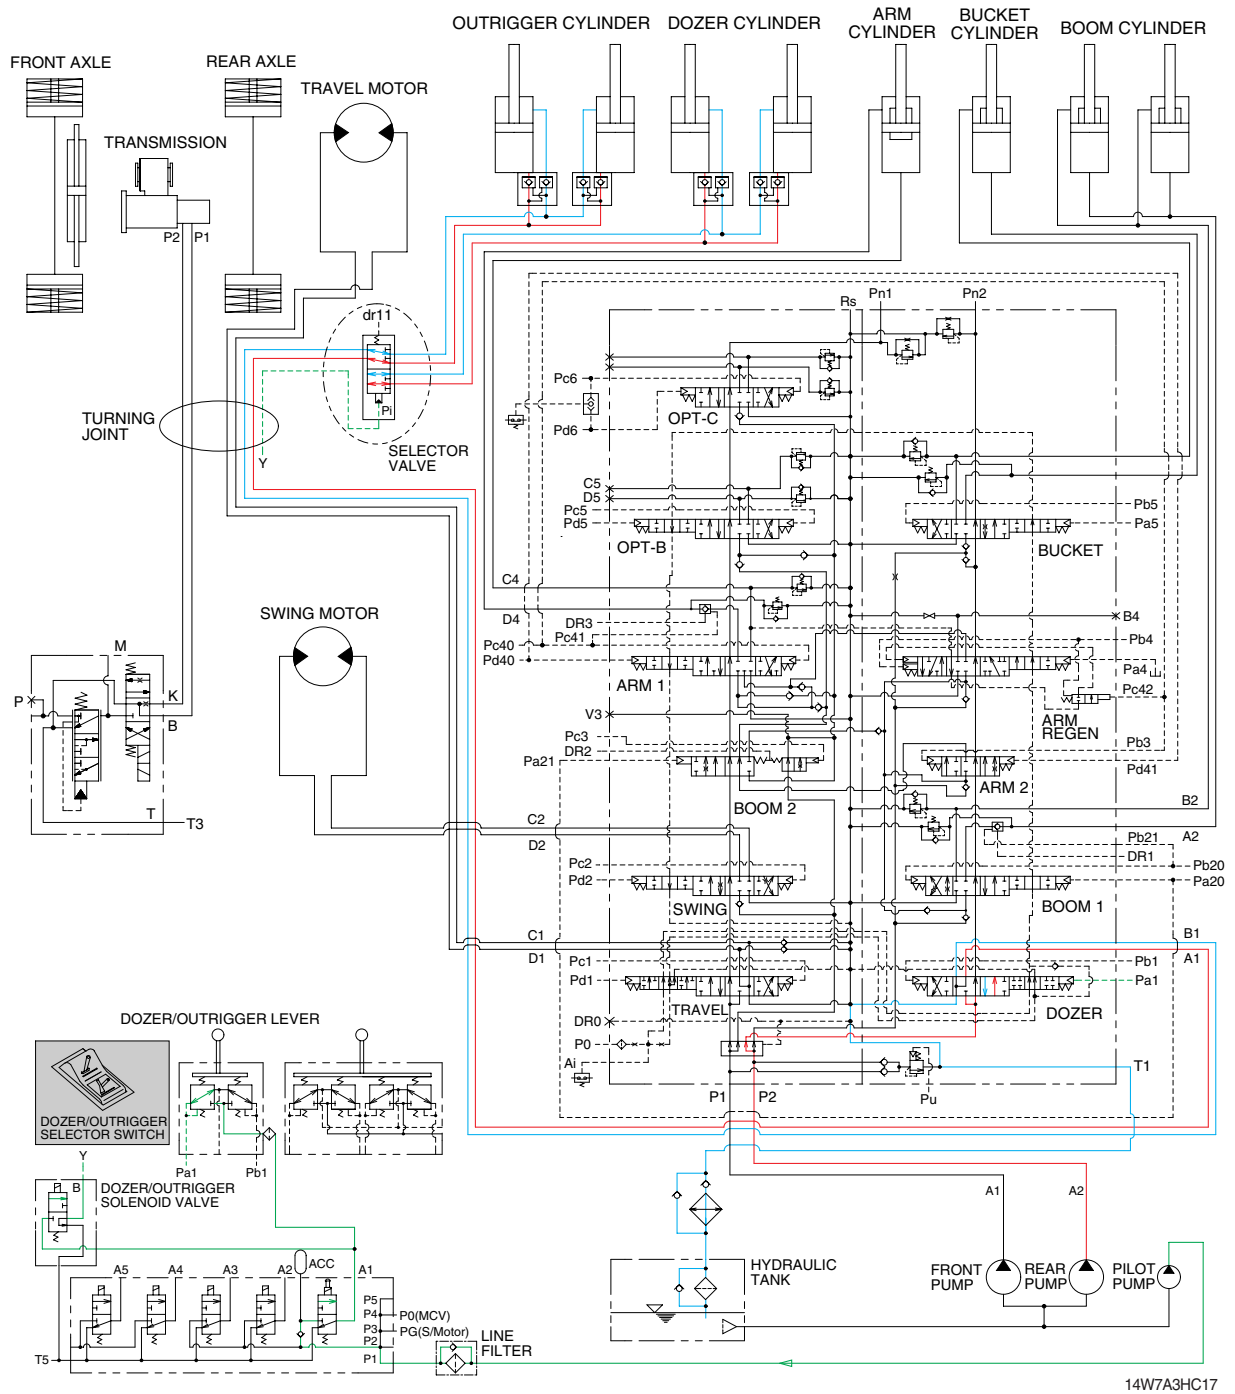 OUTRIGGER CYLINDER
DOZER CYLINDER
ARM
CYLINDER
BUCKET
CYLINDER
BOOM CYLINDER
FRONT AXLE
REAR AXLE
TRAVEL MOTOR
TRANSMISSION
P2
P1
dr11
Pi
SELECTOR
VALVE
TURNING
JOINT
Y
Rs
Pn1
Pn2
Pc6
Pd6
OPT-C
C5
D5
Pc5
Pd5
OPT-B
Pb5
Pa5
BUCKET
C4
D4
DR3
Pc41
Pc40
Pd40
ARM 1
B4
Pb4
Pa4
Pc42
ARM
REGEN
SWING MOTOR
M
P
K
B
T
T3
V3
Pc3
DR2
Pa21
BOOM 2
Pb3
Pd41
ARM 2
B2
A2
C2
D2
Pb21
DR1
Pb20
Pa20
Pc2
Pd2
SWING
BOOM 1
C1
D1
B1
A1
Pc1
Pd1
TRAVEL
Pb1
Pa1
DOZER
DR0
P0
Ai
Pu
T1
P1
P2
DOZER/OUTRIGGER LEVER
DOZER/OUTRIGGER
SELECTOR SWITCH
Pa1
Pb1
Y
B
DOZER/OUTRIGGER
SOLENOID VALVE
A5
A4
A3
A2
ACC
A1
P5
P4
P0(MCV)
P3
PG(S/Motor)
P2
P1
T5
LINE
FILTER
HYDRAULIC
TANK
A1
A2
FRONT
PUMP
REAR
PUMP
PILOT
PUMP
14W7A3HC17